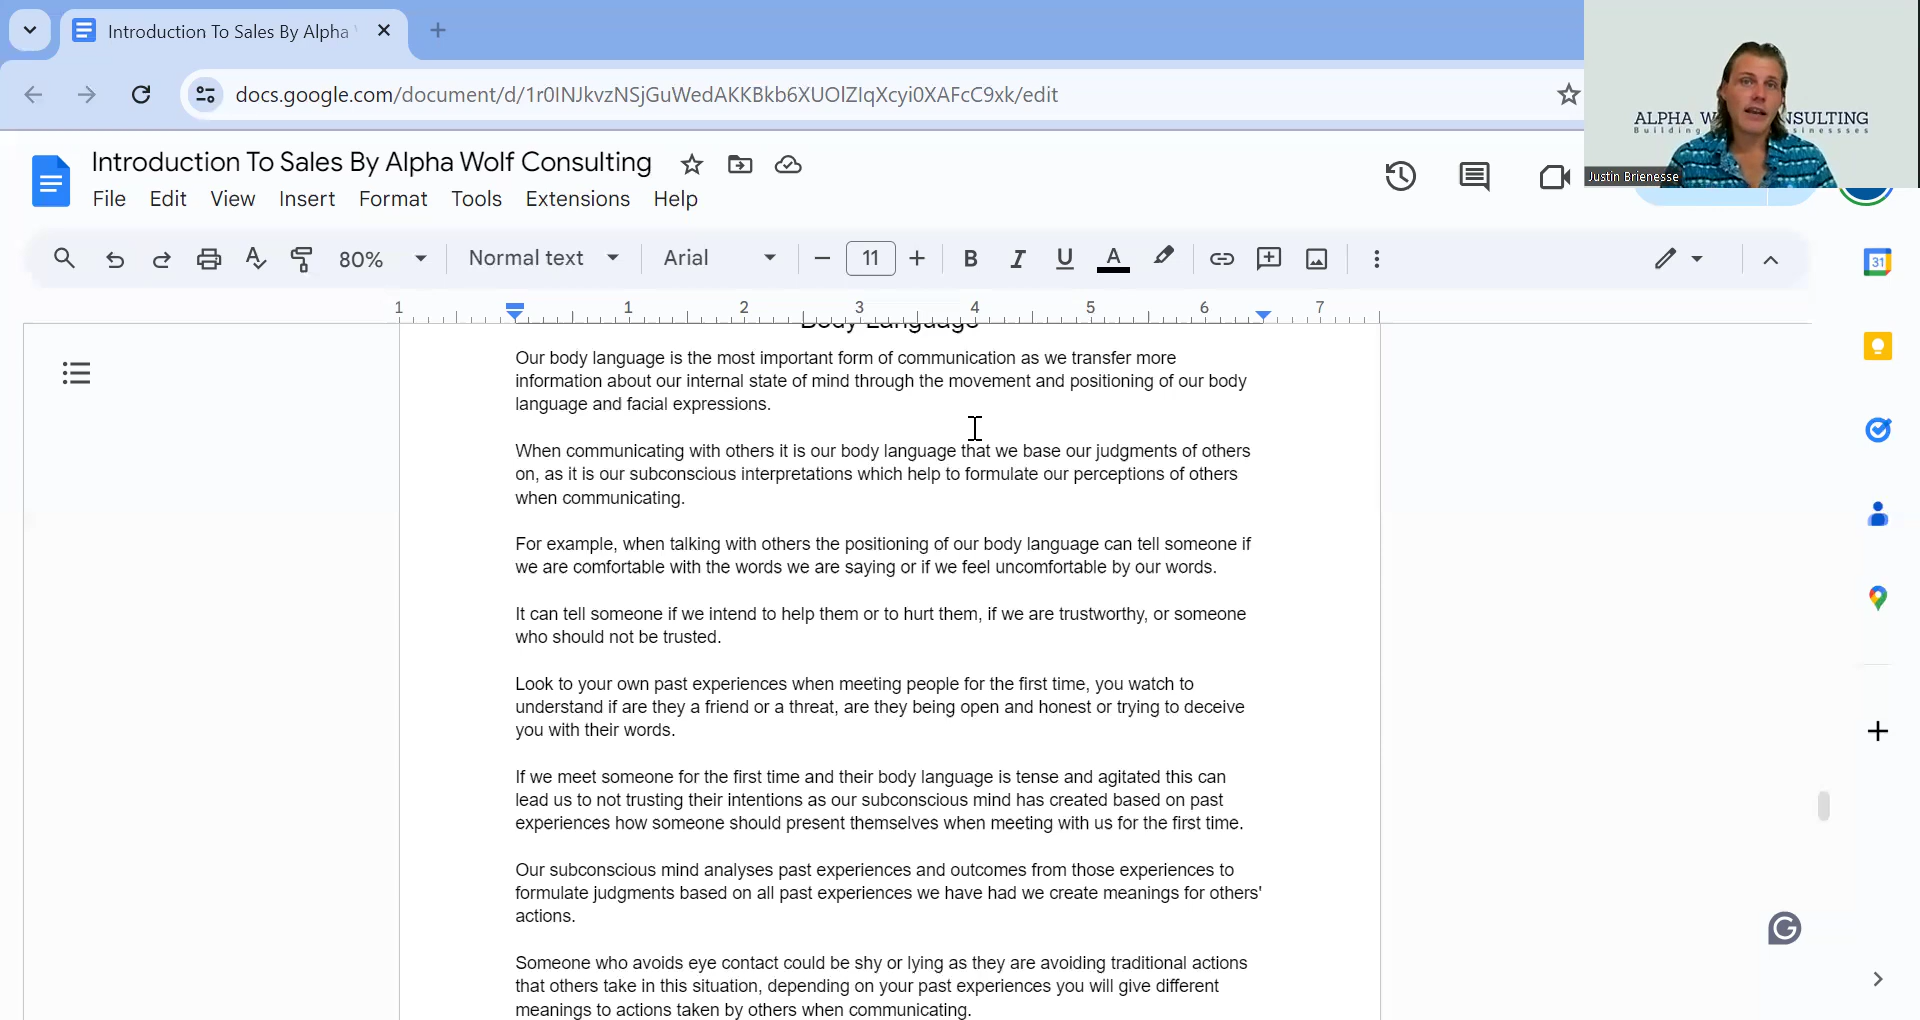 Introduction To Sales By Alpha
docs.google.com/document/d/1r0INJkvzNSjGuWedAKKBkb6XUOlZIqXcyi0XAFcC9xk/edit
ALPHA W NSULTING
Building sinessses
Justin Brienesse
Introduction To Sales By Alpha Wolf Consulting
File Edit View Insert Format Tools Extensions Help
80% Normal text Arial 11 B I U A
31
1 1 2 3 4 5 6 7
Body Language
Our body language is the most important form of communication as we transfer more
information about our internal state of mind through the movement and positioning of our body
language and facial expressions.
When communicating with others it is our body language that we base our judgments of others
on, as it is our subconscious interpretations which help to formulate our perceptions of others
when communicating.
For example, when talking with others the positioning of our body language can tell someone if
we are comfortable with the words we are saying or if we feel uncomfortable by our words.
It can tell someone if we intend to help them or to hurt them, if we are trustworthy, or someone
who should not be trusted.
Look to your own past experiences when meeting people for the first time, you watch to
understand if are they a friend or a threat, are they being open and honest or trying to deceive
you with their words.
If we meet someone for the first time and their body language is tense and agitated this can
lead us to not trusting their intentions as our subconscious mind has created based on past
experiences how someone should present themselves when meeting with us for the first time.
Our subconscious mind analyses past experiences and outcomes from those experiences to
formulate judgments based on all past experiences we have had we create meanings for others'
actions.
Someone who avoids eye contact could be shy or lying as they are avoiding traditional actions
that others take in this situation, depending on your past experiences you will give different
meanings to actions taken by others when communicating.